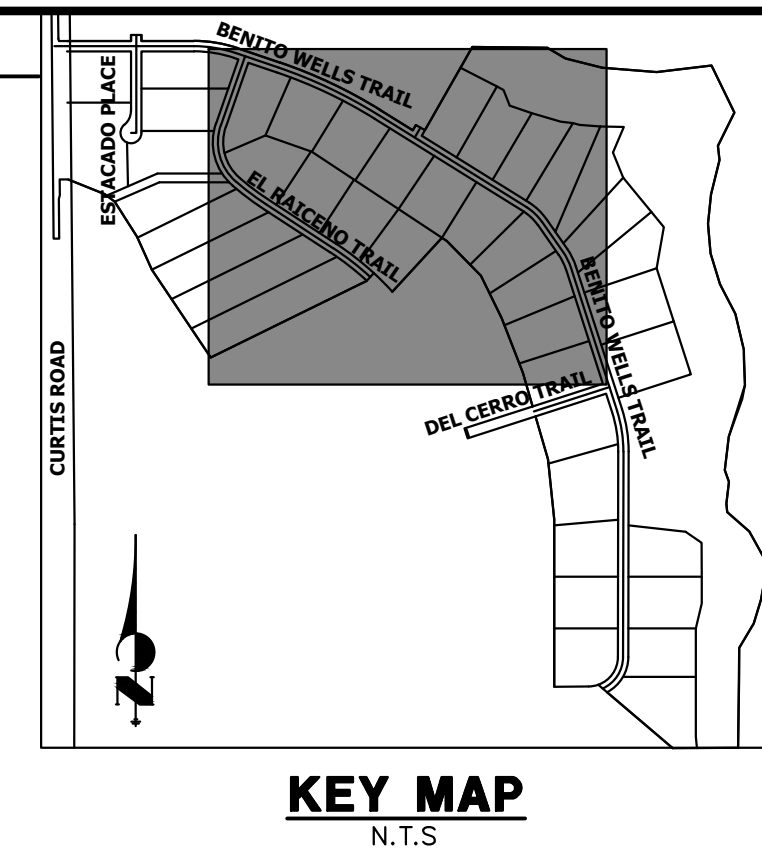 BENITO WELLS TRAIL
ESTACADO PLACE
EL RAICENO TRAIL
BENITO WELLS TRAIL
CURTIS ROAD
DEL CERRO TRAIL
N
KEY MAP
N.T.S